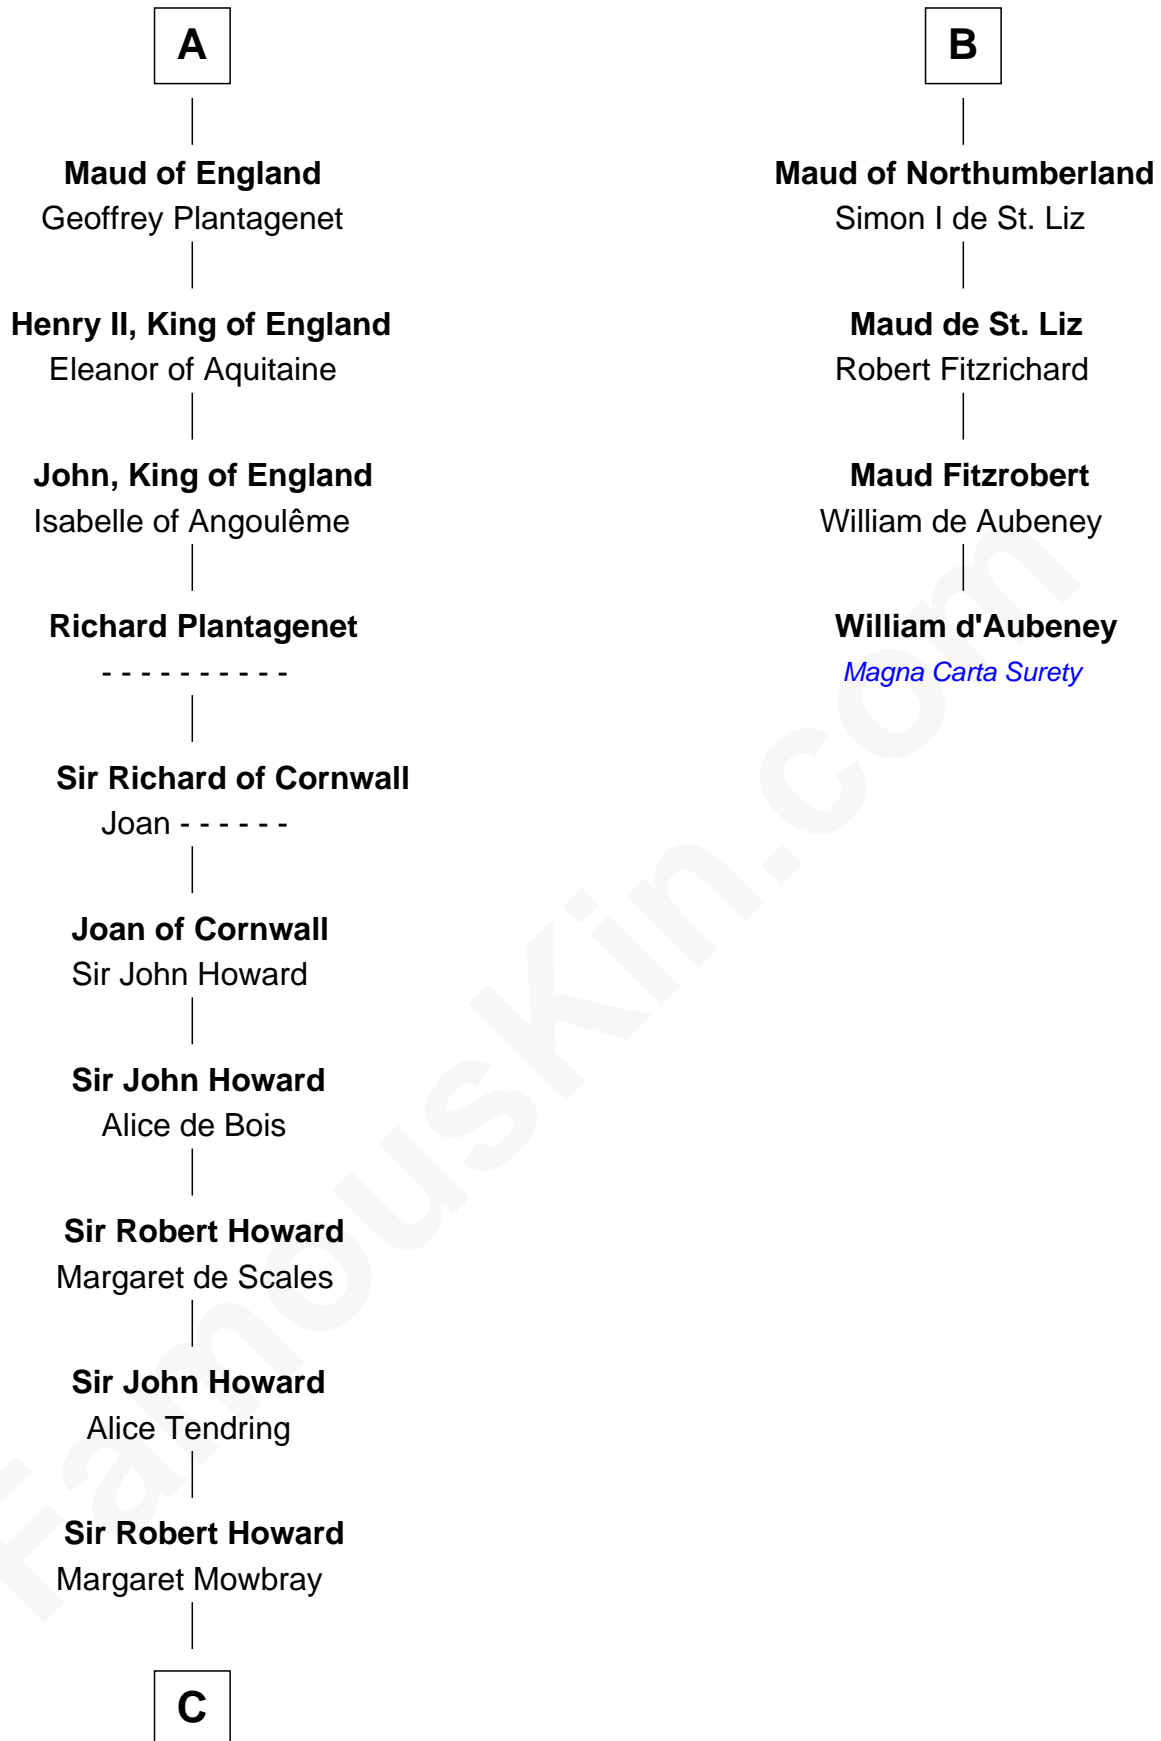 A
Maud of England
Geoffrey Plantagenet
Henry II, King of England
Eleanor of Aquitaine
John, King of England
Isabelle of Angoulême
Richard Plantagenet
- - - - - - - - - -
Sir Richard of Cornwall
Joan - - - - - -
Joan of Cornwall
Sir John Howard
Sir John Howard
Alice de Bois
Sir Robert Howard
Margaret de Scales
Sir John Howard
Alice Tendring
Sir Robert Howard
Margaret Mowbray
C
B
Maud of Northumberland
Simon I de St. Liz
Maud de St. Liz
Robert Fitzrichard
Maud Fitzrobert
William de Aubeney
William d'Aubeney
Magna Carta Surety
FamousKin.com